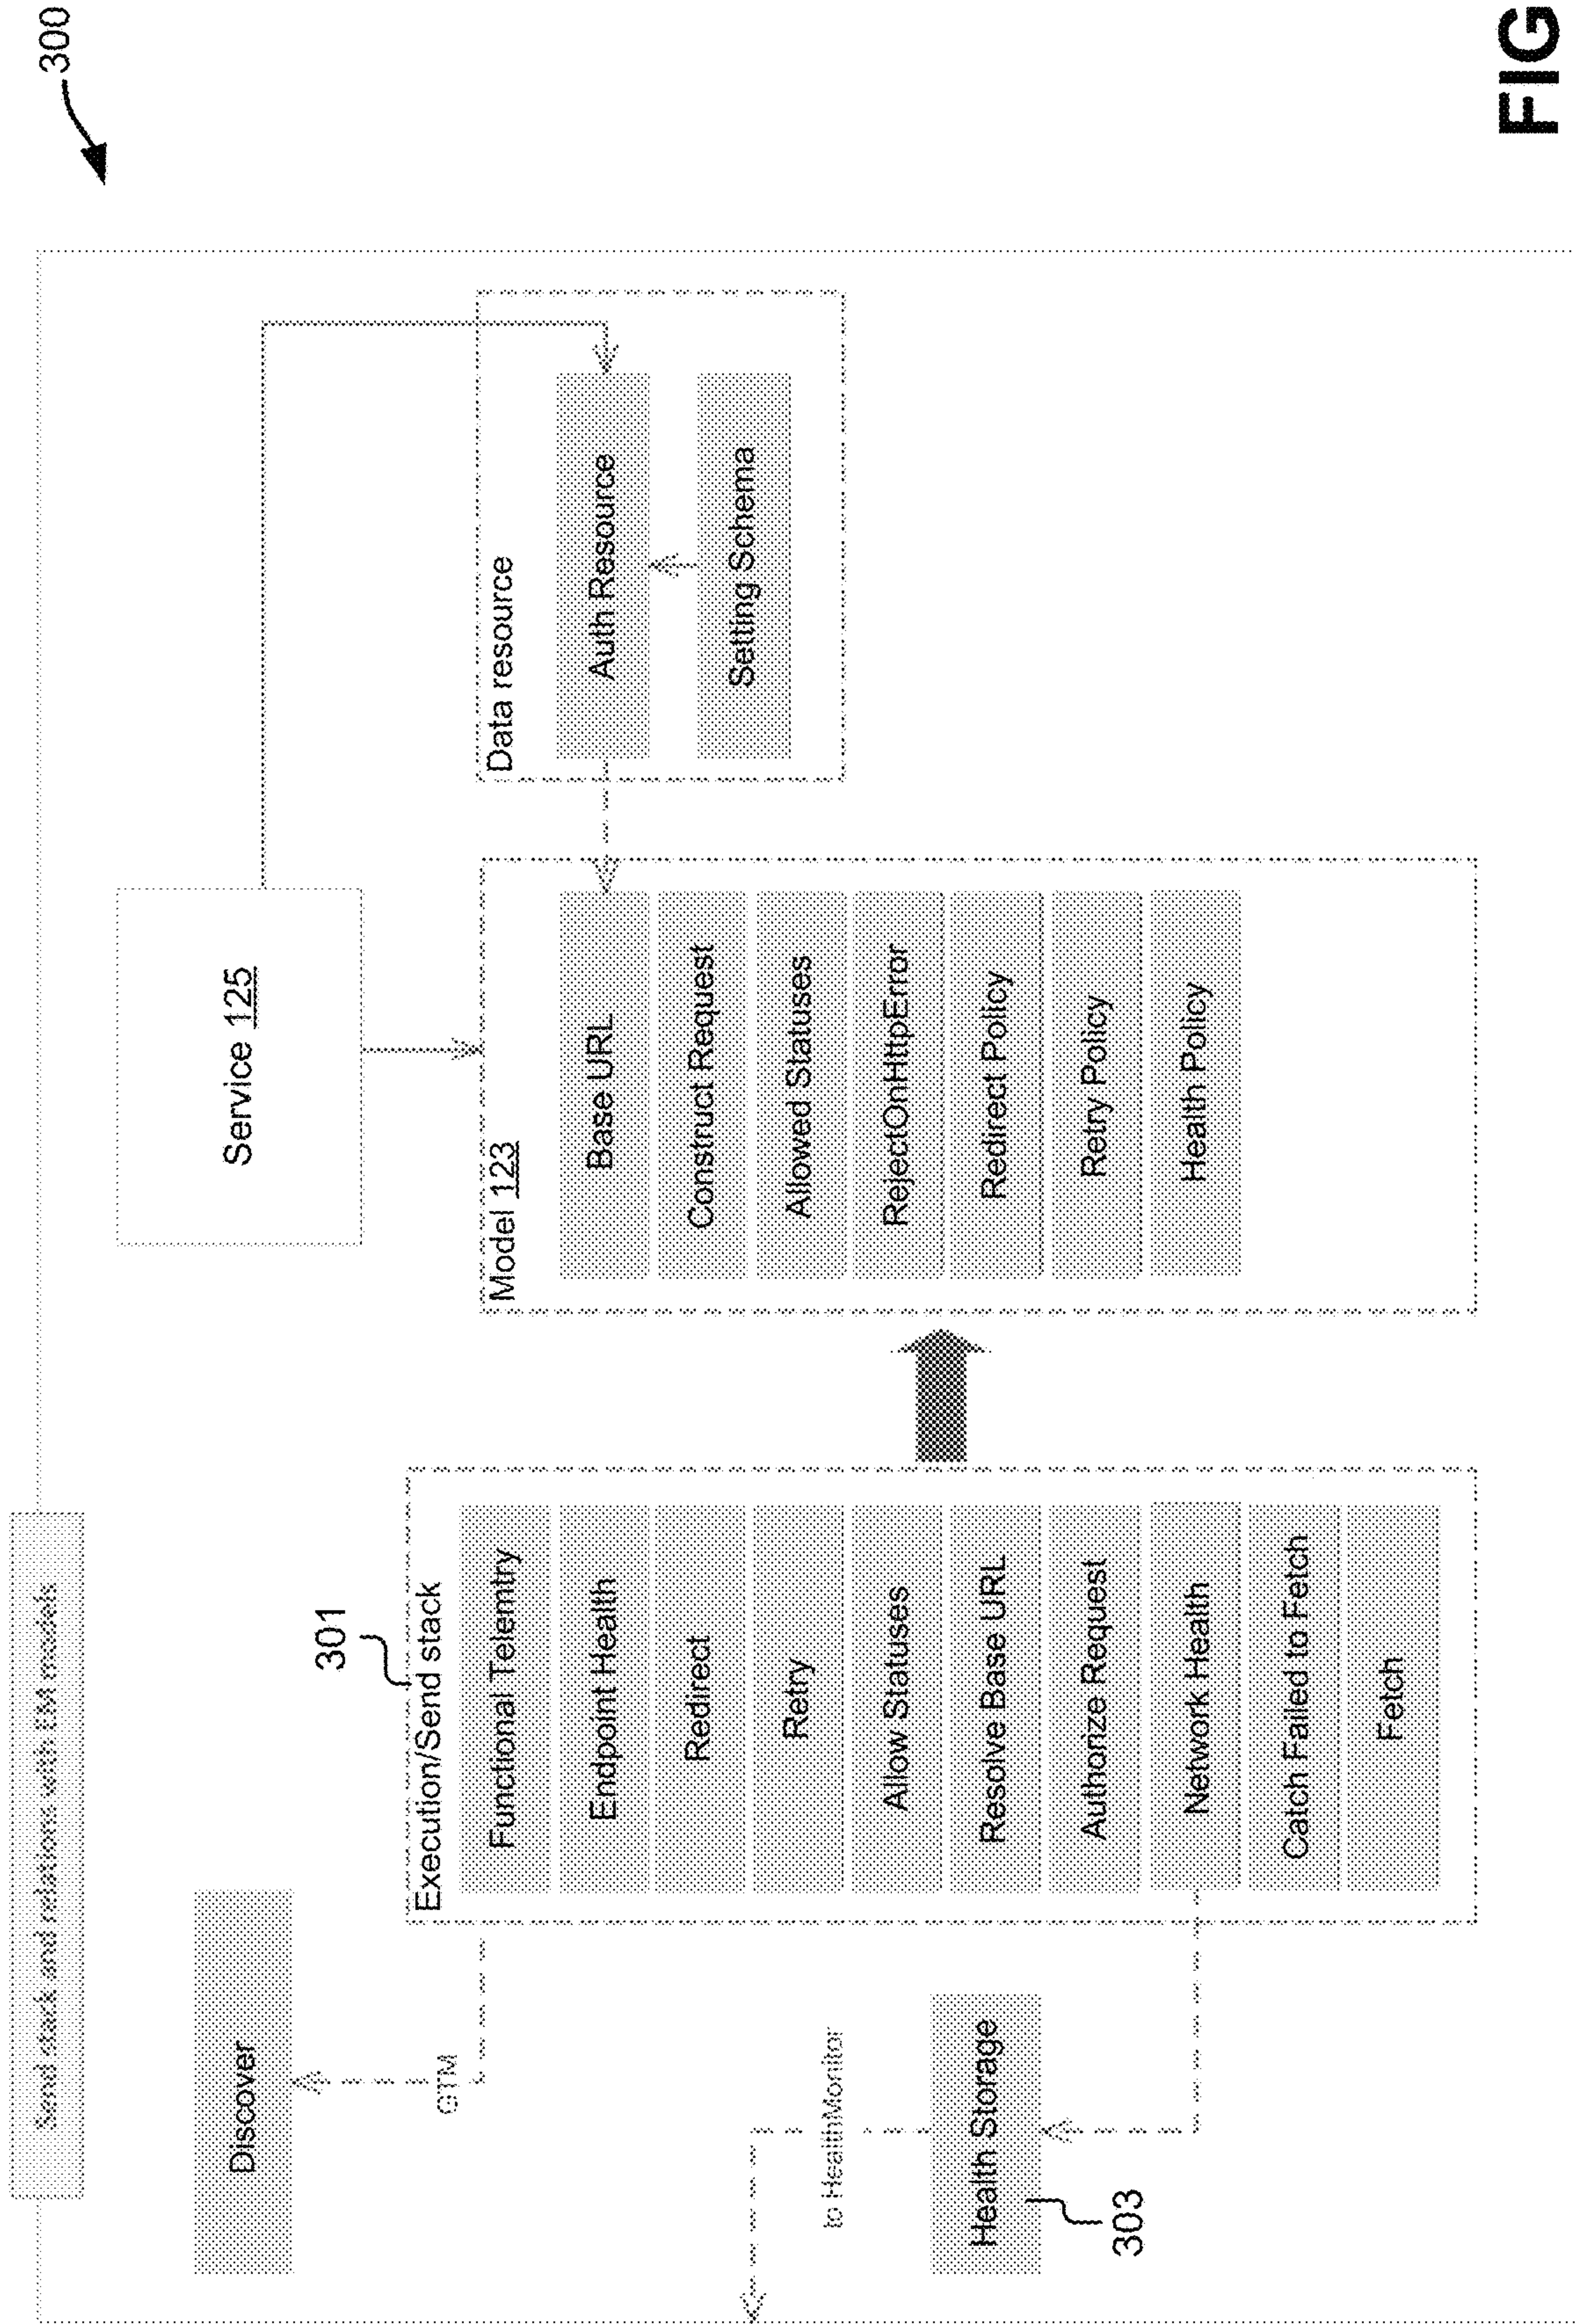 300
Send stack and relations with EM models
Discover
GTM
Service 125
301
Execution/Send stack
Functional Telemtry
Endpoint Health
Redirect
Retry
Allow Statuses
Resolve Base URL
Authorize Request
Network Health
Catch Failed to Fetch
Fetch
to HealthMonitor
Health Storage
303
Model 123
Base URL
Construct Request
Allowed Statuses
RejectOnHttpError
Redirect Policy
Retry Policy
Health Policy
Data resource
Auth Resource
Setting Schema
FIG